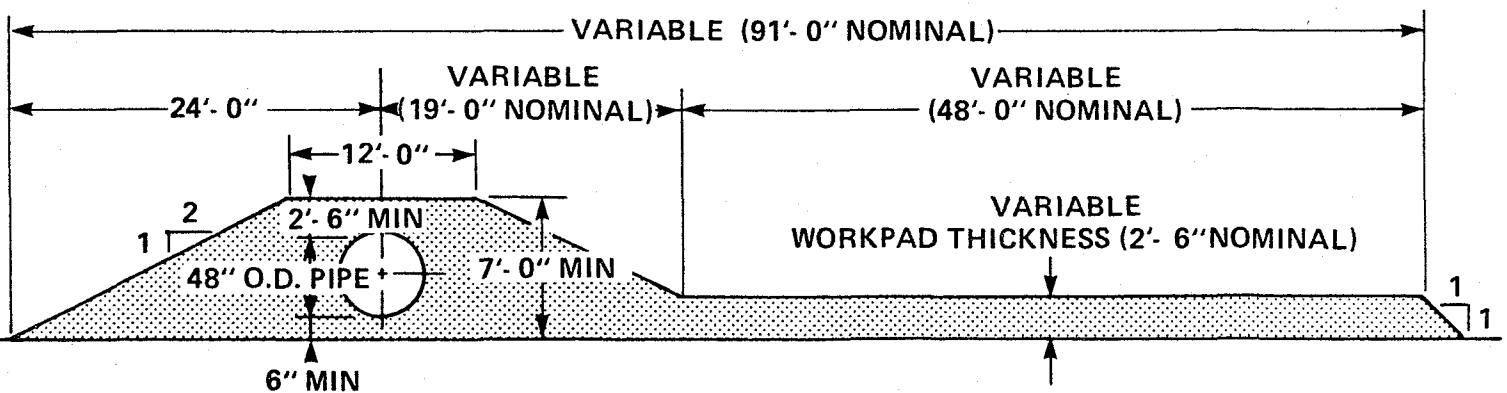 VARIABLE (91'-0" NOMINAL)
24'-0"
VARIABLE
(19'-0" NOMINAL)
VARIABLE
(48'-0" NOMINAL)
12'-0"
2
1
2'-6" MIN
48" O.D. PIPE
7'-0" MIN
6" MIN
VARIABLE
WORKPAD THICKNESS (2'-6" NOMINAL)
1
1